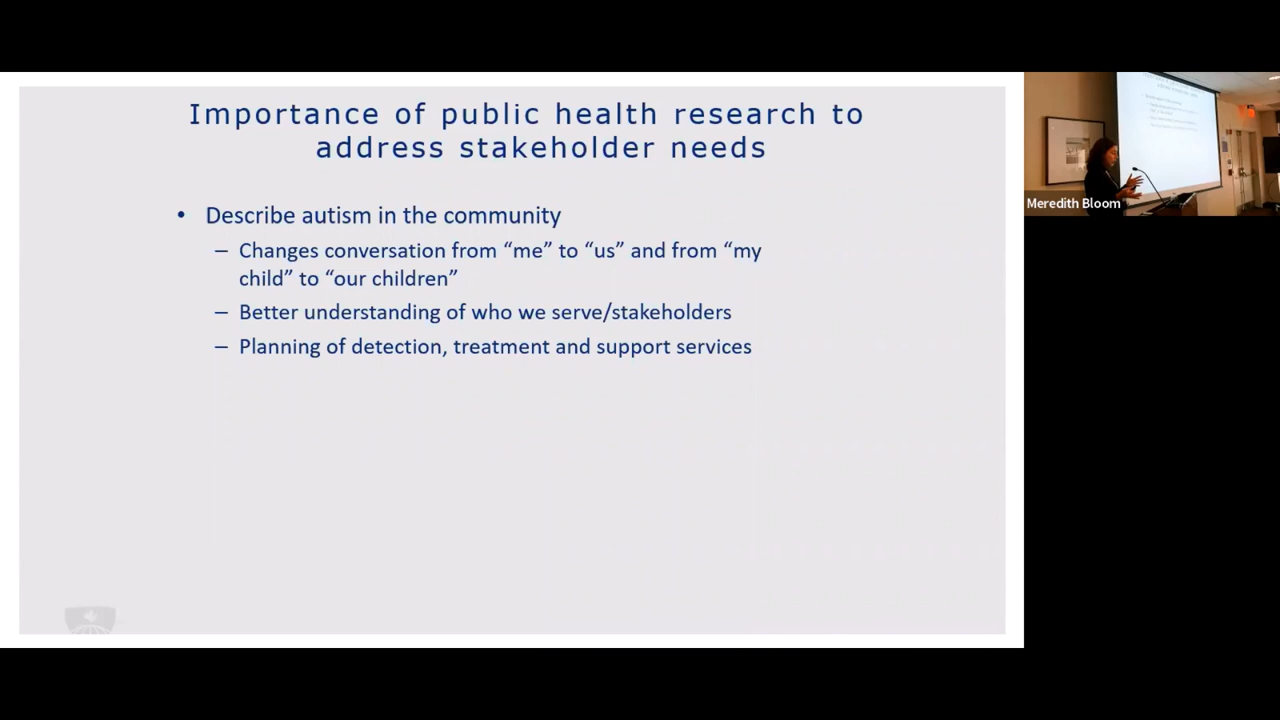 Importance of public health research to
address stakeholder needs
• Describe autism in the community
– Changes conversation from “me” to “us” and from “my
child” to “our children”
– Better understanding of who we serve/stakeholders
– Planning of detection, treatment and support services
Meredith Bloom